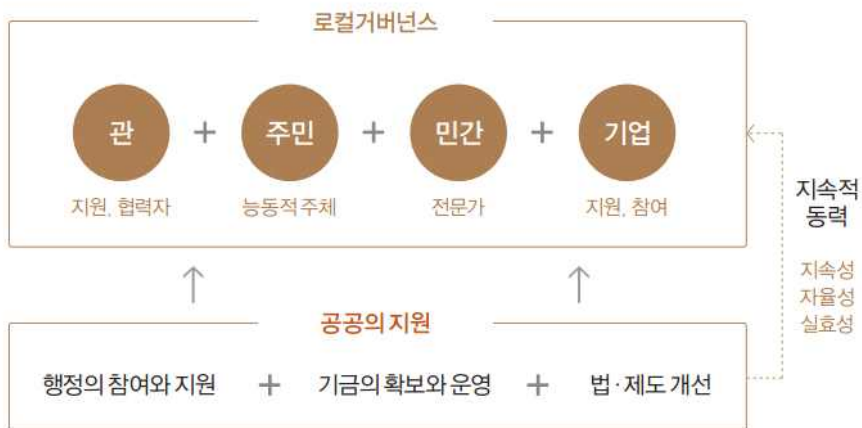 로컬거버넌스
관 + 주민 + 민간 + 기업
지원, 협력자 능동적 주체 전문가 지원, 참여
지속적
동력
지속성
자율성
실효성
공공의 지원
행정의 참여와 지원 + 기금의 확보와 운영 + 법·제도 개선